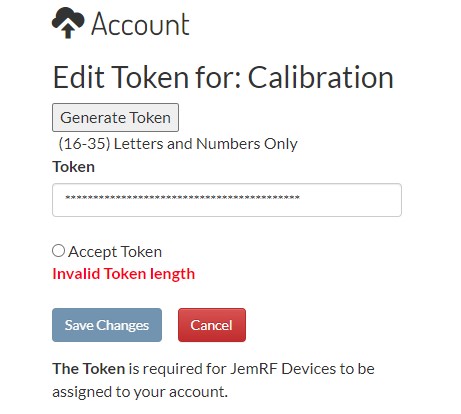 Account
Edit Token for: Calibration
Generate Token
(16-35) Letters and Numbers Only
Token
******************************************
Accept Token
Invalid Token length
Save Changes
Cancel
The Token is required for JemRF Devices to be
assigned to your account.